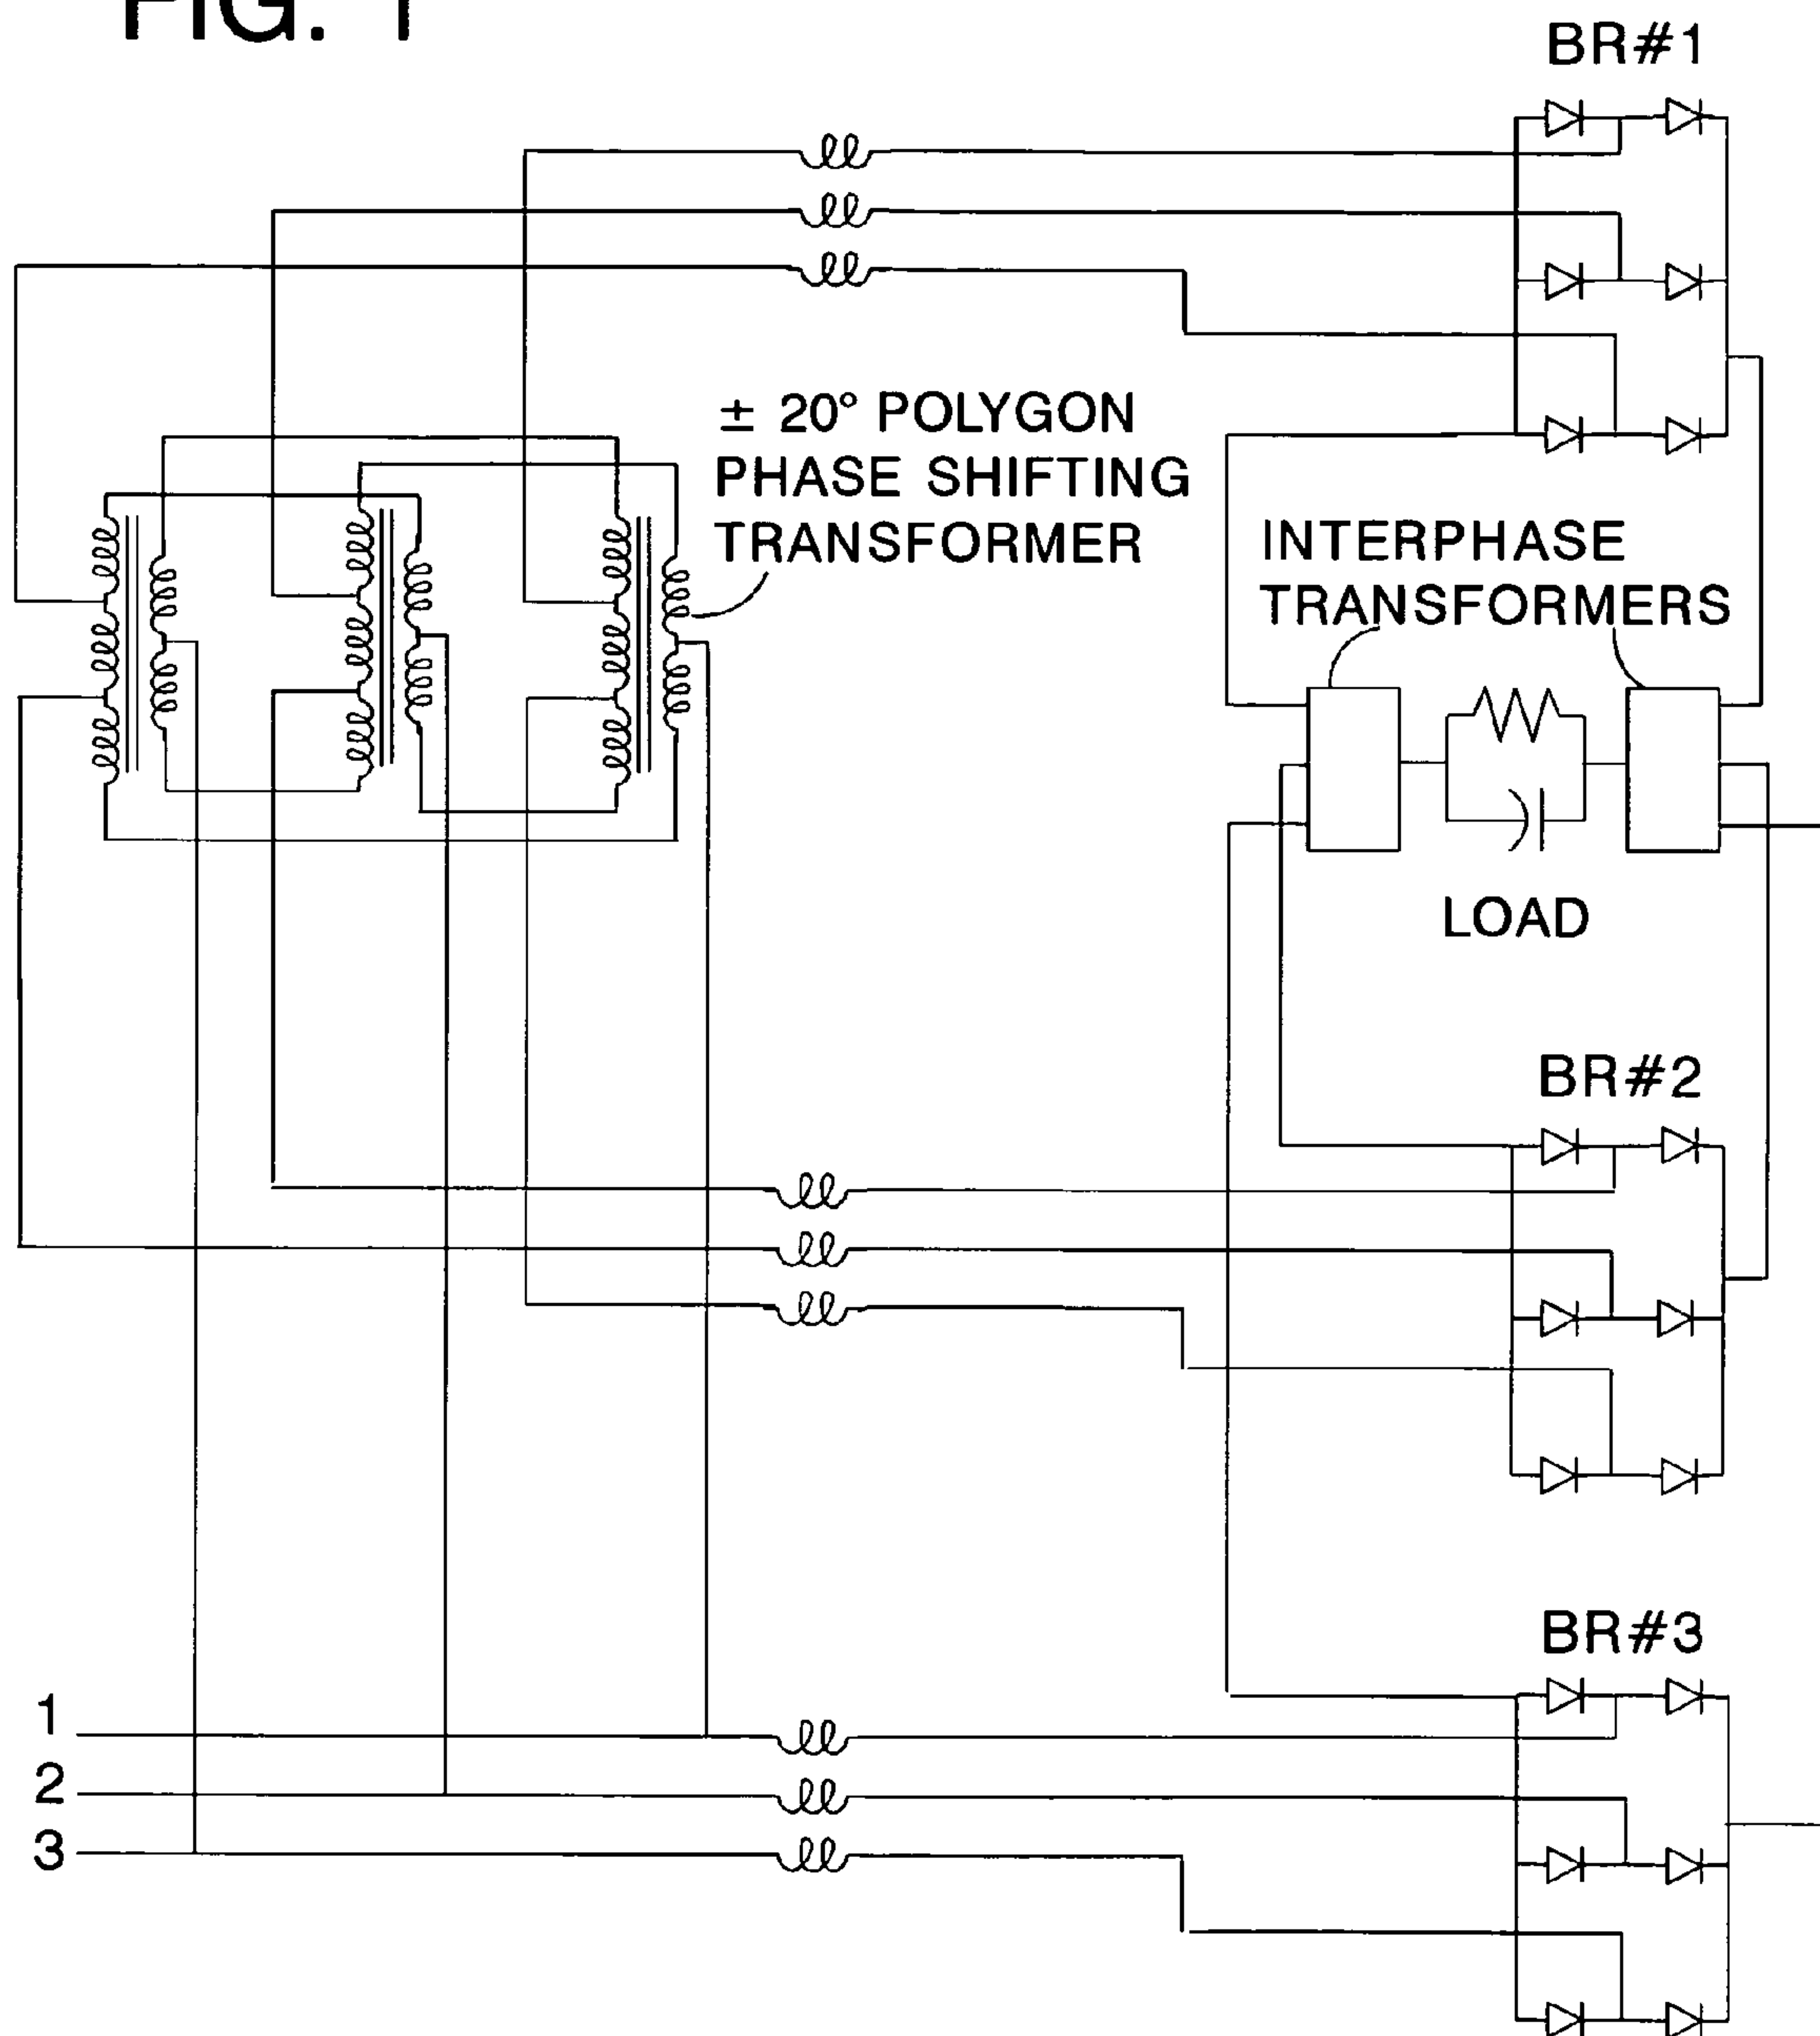 FIG. 1
BR#1
± 20° POLYGON
PHASE SHIFTING
TRANSFORMER
INTERPHASE
TRANSFORMERS
LOAD
BR#2
BR#3
1
2
3